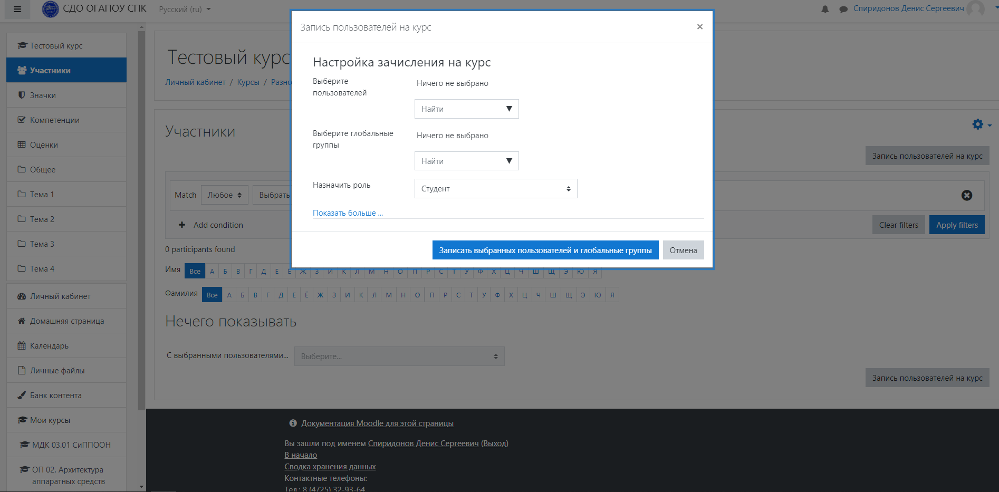 СДО ОГАПОУ СПК
Русский (ru)
Спиридонов Денис Сергеевич
Тестовый курс
Участники
Значки
Компетенции
Оценки
Общее
Тема 1
Тема 2
Тема 3
Тема 4
Личный кабинет
Домашняя страница
Календарь
Личные файлы
Банк контента
Мои курсы
МДК 03.01 СиППООН
ОП 02. Архитектура
аппаратных средств
Тестовый курс
Личный кабинет / Курсы /
Запись пользователей на курс
×
Настройка зачисления на курс
Выберите
пользователей
Ничего не выбрано
Найти
Выберите глобальные
группы
Ничего не выбрано
Найти
Назначить роль
Студент
Показать больше ...
Записать выбранных пользователей и глобальные группы
Отмена
Участники
Запись пользователей на курс
Match Любое Выбрать
Add condition
Clear filters
Apply filters
0 participants found
Имя Все А Б В Г Д Е Ё Ж З И К Л М Н О П Р С Т У Ф Х Ц Ч Ш Щ Э Ю Я
Фамилия Все А Б В Г Д Е Ё Ж З И К Л М Н О П Р С Т У Ф Х Ц Ч Ш Щ Э Ю Я
Нечего показывать
С выбранными пользователями...
Выберите...
Запись пользователей на курс
Документация Moodle для этой страницы
Вы зашли под именем Спиридонов Денис Сергеевич (Выход)
В начало
Сводка хранения данных
Контактные телефоны:
Тел.: 8 (4725) 32-93-64